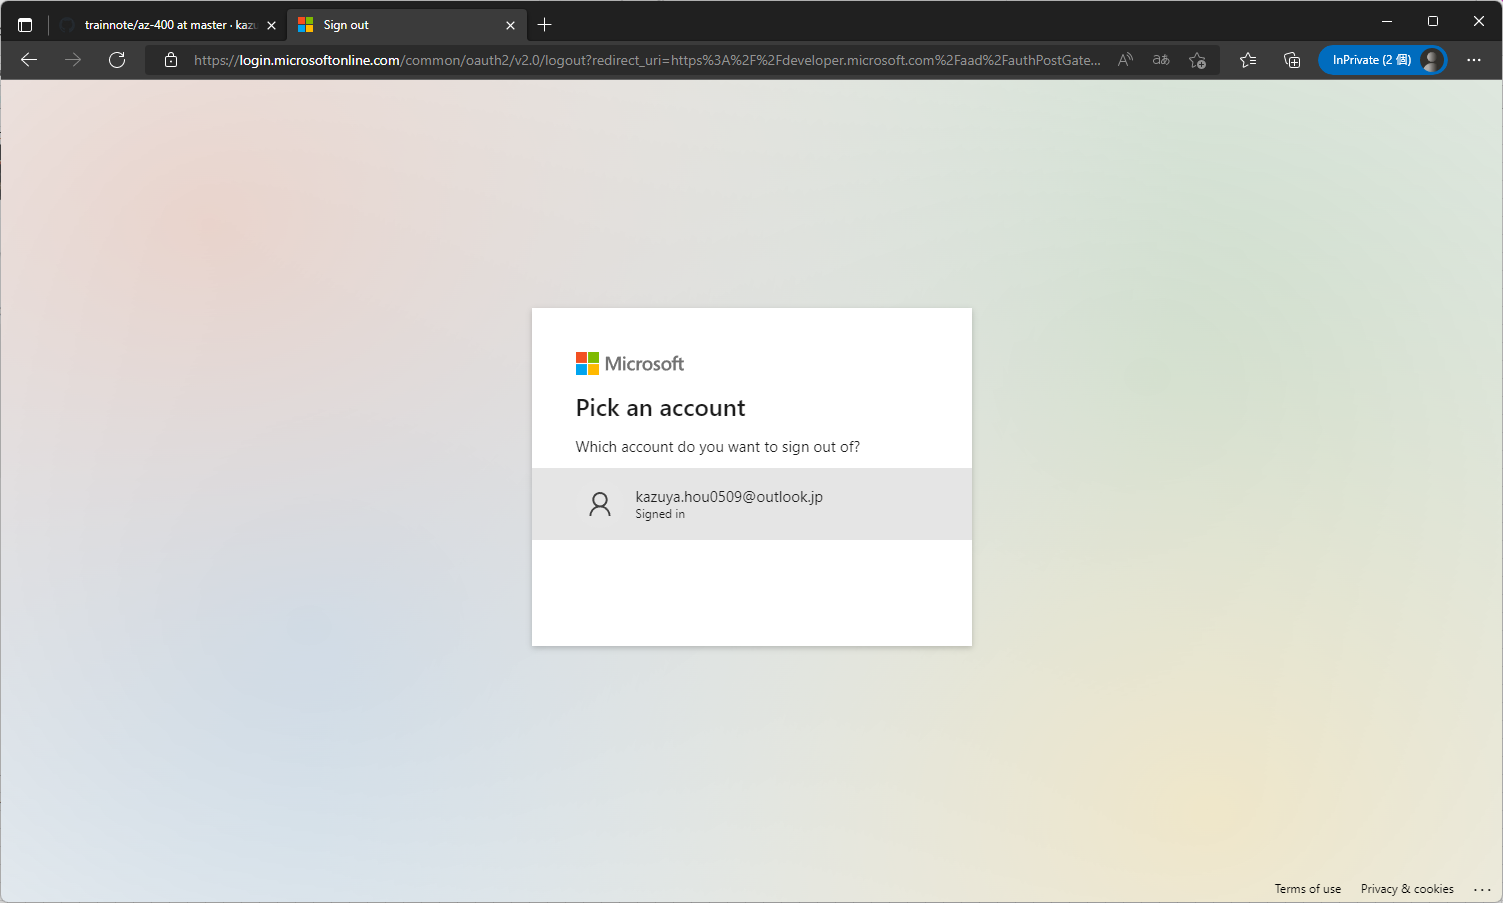 trainnote/az-400 at master · kazu
Sign out
https://login.microsoftonline.com/common/oauth2/v2.0/logout?redirect_uri=https%3A%2F%2Fdeveloper.microsoft.com%2Faad%2FauthPostGate...
aあ
InPrivate (2 個)
Microsoft
Pick an account
Which account do you want to sign out of?
kazuya.hou0509@outlook.jp
Signed in
Terms of use
Privacy & cookies